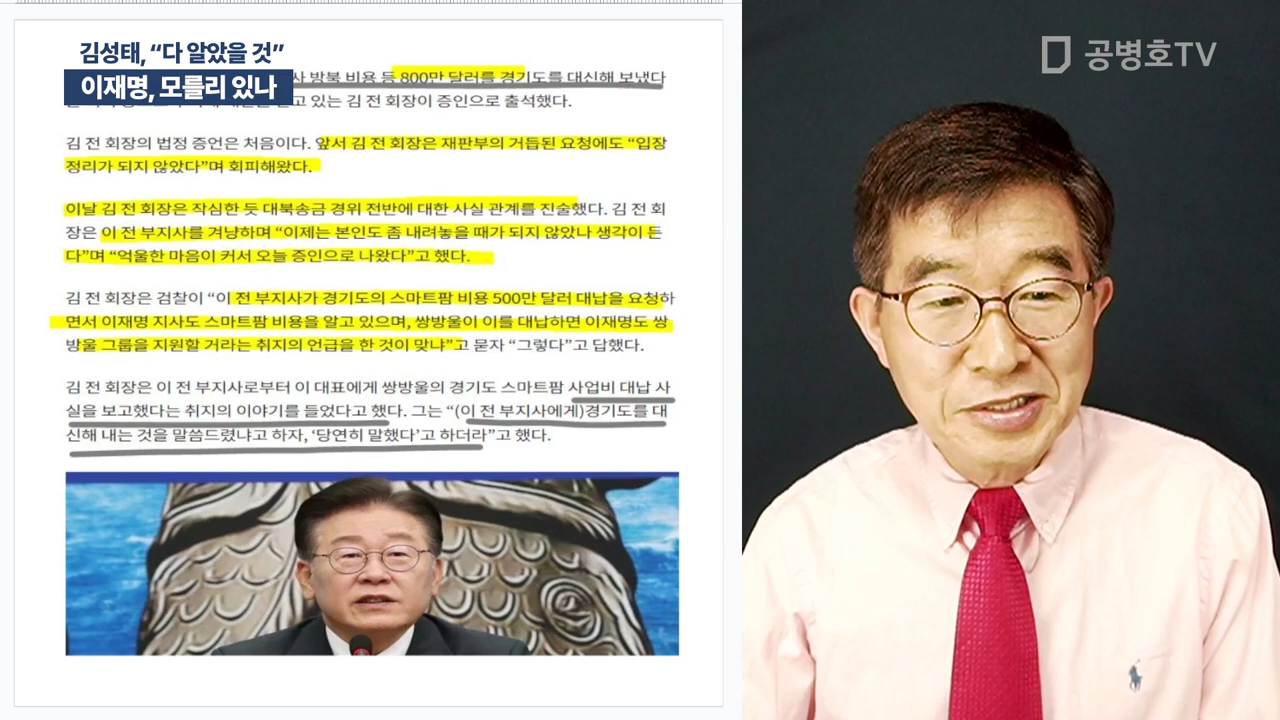 김성태, “다 알았을 것”
이재명, 모를리 있나
공병호TV
사 방북 비용 등 800만 달러를 경기도를 대신해 보냈다
고 있는 김 전 회장이 증인으로 출석했다.
김 전 회장의 법정 증언은 처음이다. 앞서 김 전 회장은 재판부의 거듭된 요청에도 “입장
정리가 되지 않았다”며 회피해왔다.
이날 김 전 회장은 작심한 듯 대북송금 경위 전반에 대한 사실 관계를 진술했다. 김 전 회
장은 이 전 부지사를 겨냥하며 “이제는 본인도 좀 내려놓을 때가 되지 않았나 생각이 든
다”며 “억울한 마음이 커서 오늘 증인으로 나왔다”고 했다.
김 전 회장은 검찰이 “이 전 부지사가 경기도의 스마트팜 비용 500만 달러 대납을 요청하
면서 이재명 지사도 스마트팜 비용을 알고 있으며, 쌍방울이 이를 대납하면 이재명도 쌍
방울 그룹을 지원할 거라는 취지의 언급을 한 것이 맞냐”고 묻자 “그렇다”고 답했다.
김 전 회장은 이 전 부지사로부터 이 대표에게 쌍방울의 경기도 스마트팜 사업비 대납 사
실을 보고했다는 취지의 이야기를 들었다고 했다. 그는 “(이 전 부지사에게)경기도를 대
신해 내는 것을 말씀드렸냐고 하자, ‘당연히 말했다’고 하더라”고 했다.